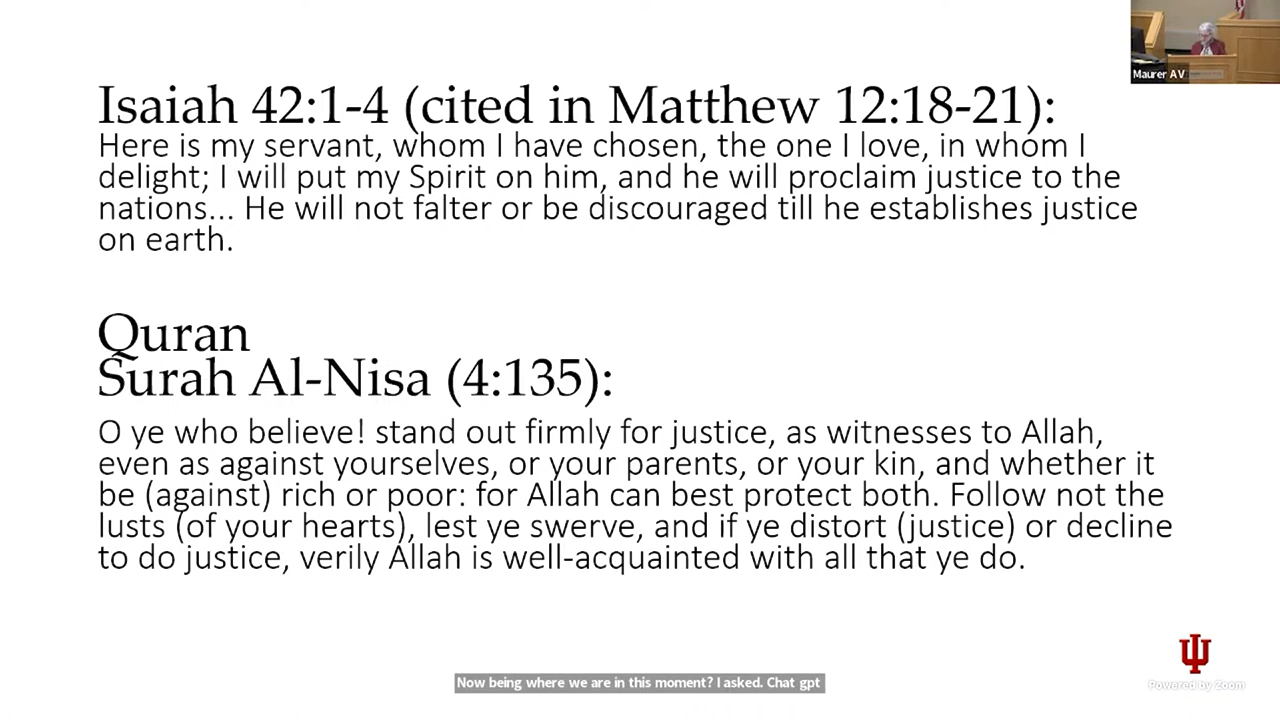 Maurer AV
Isaiah 42:1-4 (cited in Matthew 12:18-21):
Here is my servant, whom I have chosen, the one I love, in whom I
delight; I will put my Spirit on him, and he will proclaim justice to the
nations... He will not falter or be discouraged till he establishes justice
on earth.
Quran
Surah Al-Nisa (4:135):
O ye who believe! stand out firmly for justice, as witnesses to Allah,
even as against yourselves, or your parents, or your kin, and whether it
be (against) rich or poor: for Allah can best protect both. Follow not the
lusts (of your hearts), lest ye swerve, and if ye distort (justice) or decline
to do justice, verily Allah is well-acquainted with all that ye do.
Powered by Zoom
Now being where we are in this moment? I asked. Chat gpt